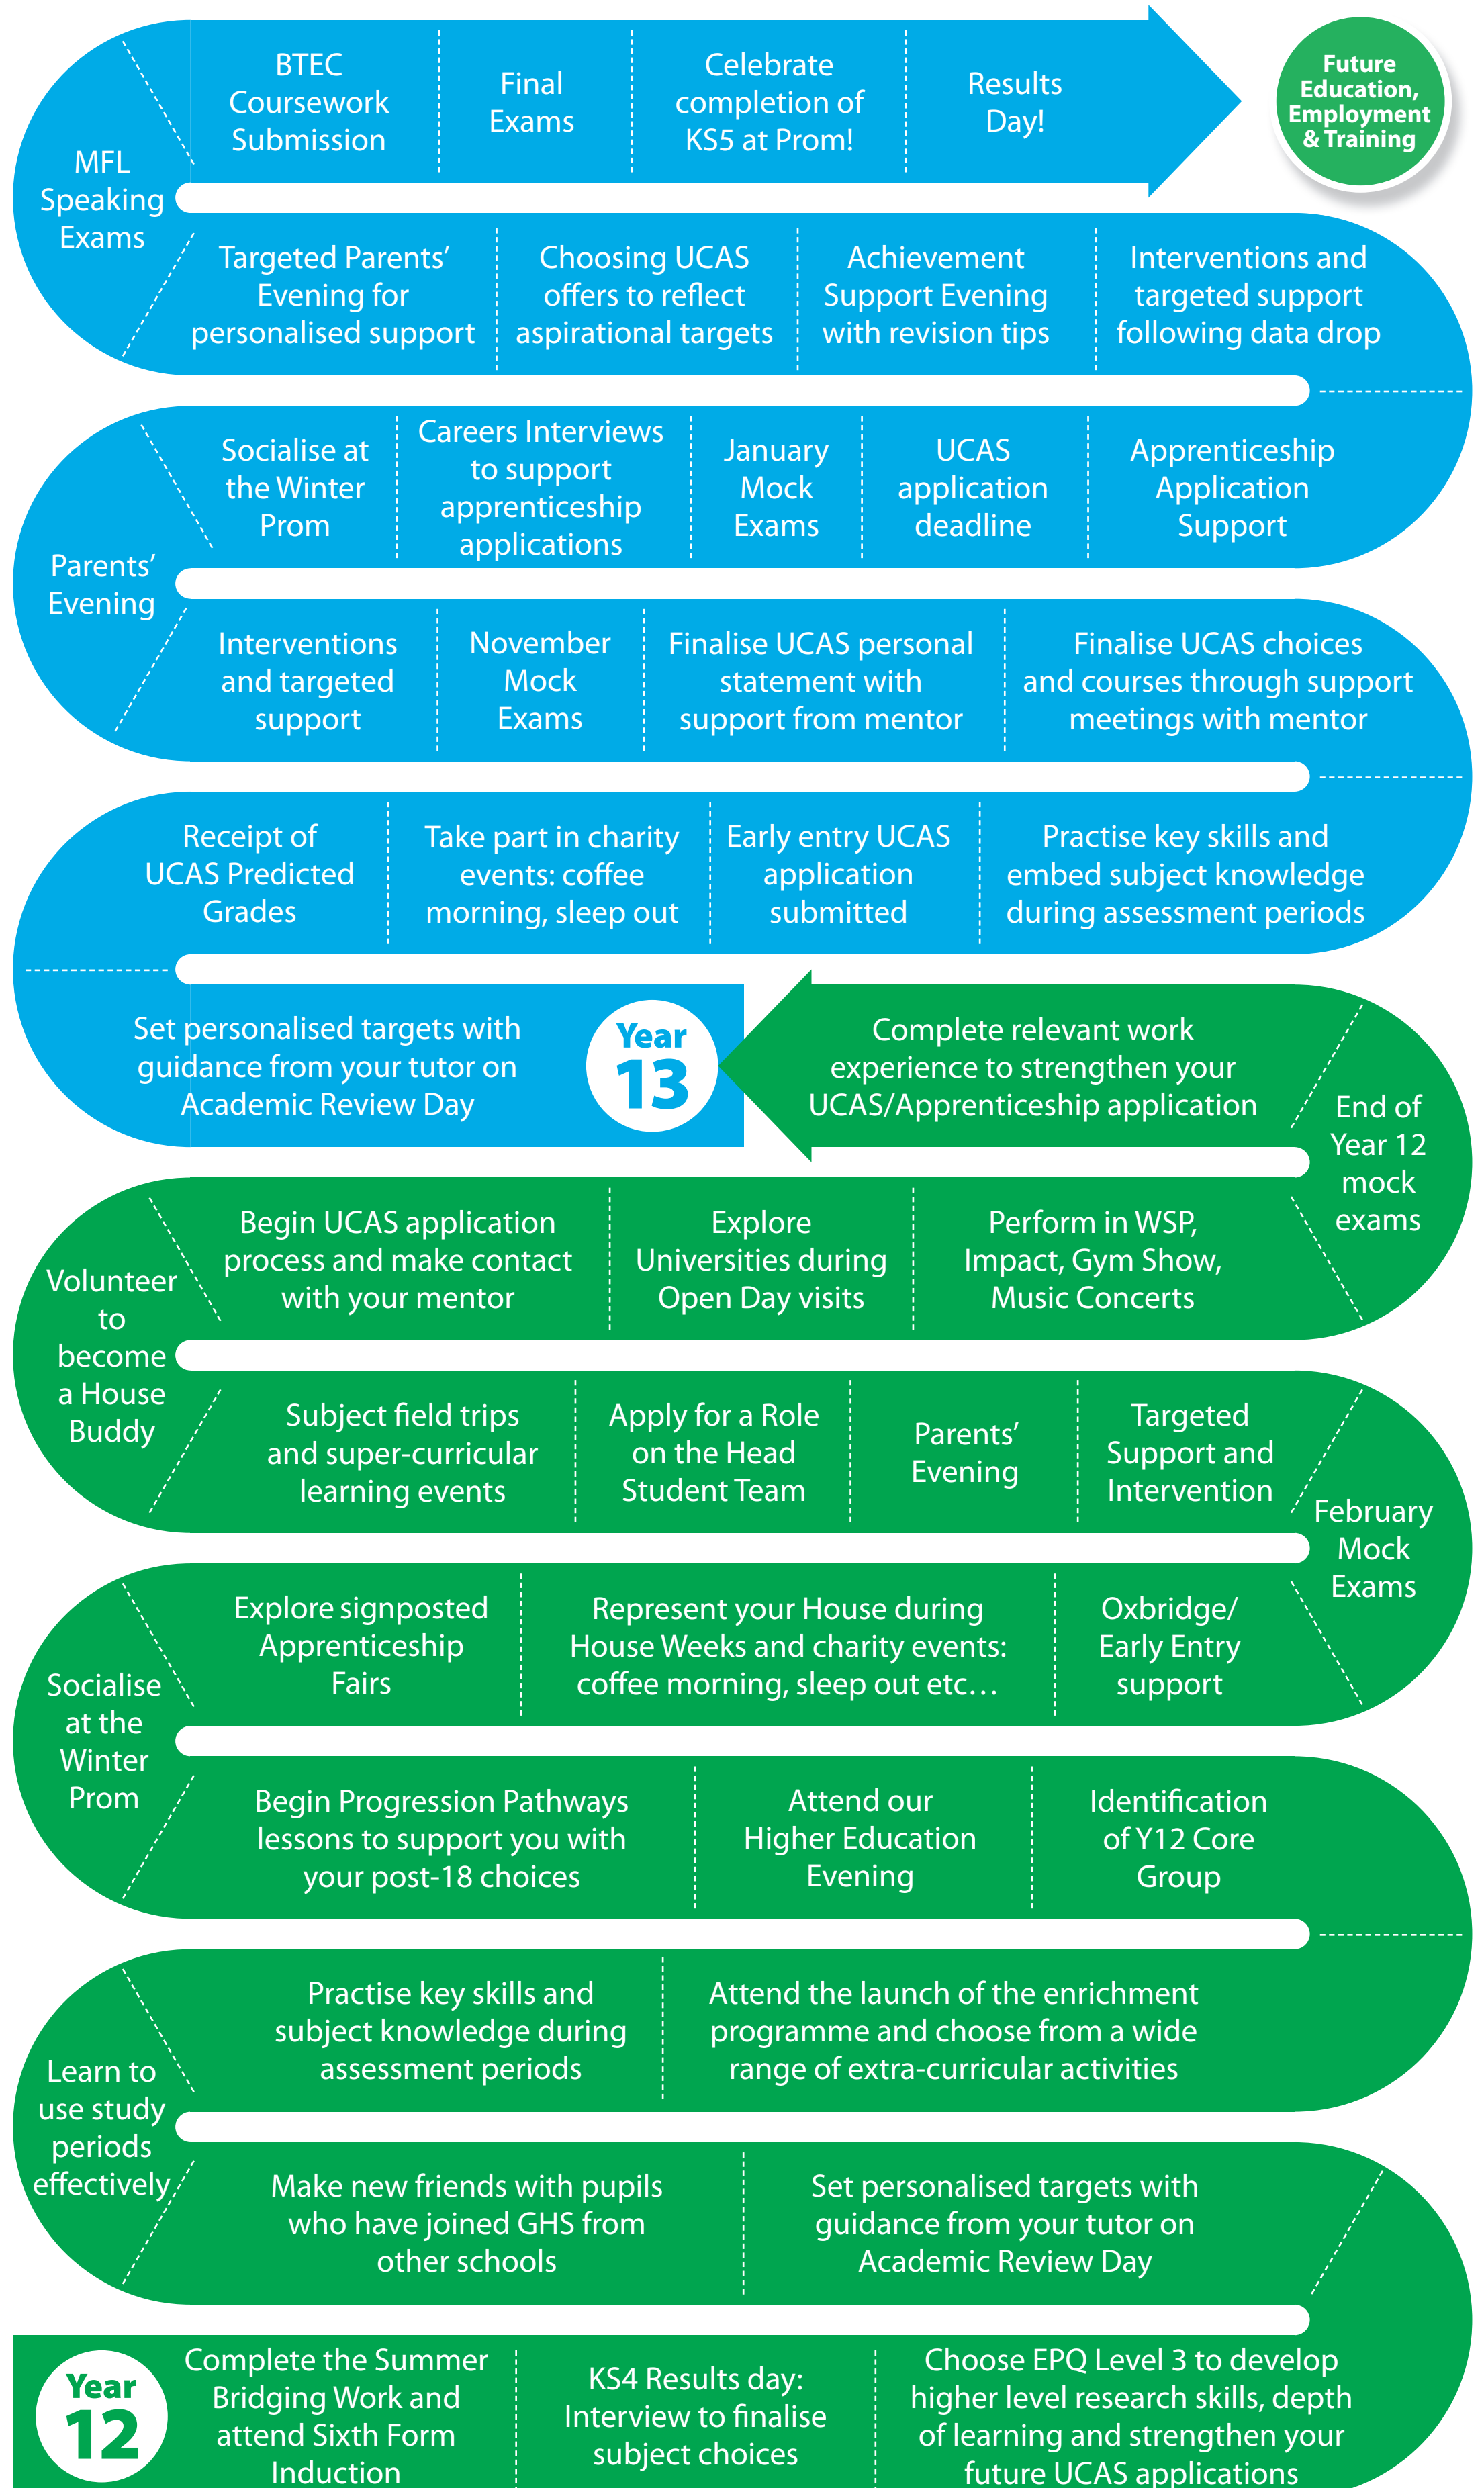 BTEC
Coursework
Submission
Final
Exams
Celebrate
completion of
KS5 at Prom!
Results
Day!
Future
Education,
Employment
& Training
MFL
Speaking
Exams
Targeted Parents’
Evening for
personalised support
Choosing UCAS
offers to reflect
aspirational targets
Achievement
Support Evening
with revision tips
Interventions and
targeted support
following data drop
Socialise at
the Winter
Prom
Careers Interviews
to support
apprenticeship
applications
January
Mock
Exams
UCAS
application
deadline
Apprenticeship
Application
Support
Parents’
Evening
Interventions
and targeted
support
November
Mock
Exams
Finalise UCAS personal
statement with
support from mentor
Finalise UCAS choices
and courses through support
meetings with mentor
Receipt of
UCAS Predicted
Grades
Take part in charity
events: coffee
morning, sleep out
Early entry UCAS
application
submitted
Practise key skills and
embed subject knowledge
during assessment periods
Set personalised targets with
guidance from your tutor on
Academic Review Day
Year
13
Complete relevant work
experience to strengthen your
UCAS/Apprenticeship application
End of
Year 12
mock
exams
Begin UCAS application
process and make contact
with your mentor
Explore
Universities during
Open Day visits
Perform in WSP,
Impact, Gym Show,
Music Concerts
Volunteer
to
become
a House
Buddy
Subject field trips
and super-curricular
learning events
Apply for a Role
on the Head
Student Team
Parents’
Evening
Targeted
Support and
Intervention
February
Mock
Exams
Explore signposted
Apprenticeship
Fairs
Represent your House during
House Weeks and charity events:
coffee morning, sleep out etc…
Oxbridge/
Early Entry
support
Socialise
at the
Winter
Prom
Begin Progression Pathways
lessons to support you with
your post-18 choices
Attend our
Higher Education
Evening
Identification
of Y12 Core
Group
Practise key skills and
subject knowledge during
assessment periods
Attend the launch of the enrichment
programme and choose from a wide
range of extra-curricular activities
Learn to
use study
periods
effectively
Make new friends with pupils
who have joined GHS from
other schools
Set personalised targets with
guidance from your tutor on
Academic Review Day
Year
12
Complete the Summer
Bridging Work and
attend Sixth Form
Induction
KS4 Results day:
Interview to finalise
subject choices
Choose EPQ Level 3 to develop
higher level research skills, depth
of learning and strengthen your
future UCAS applications